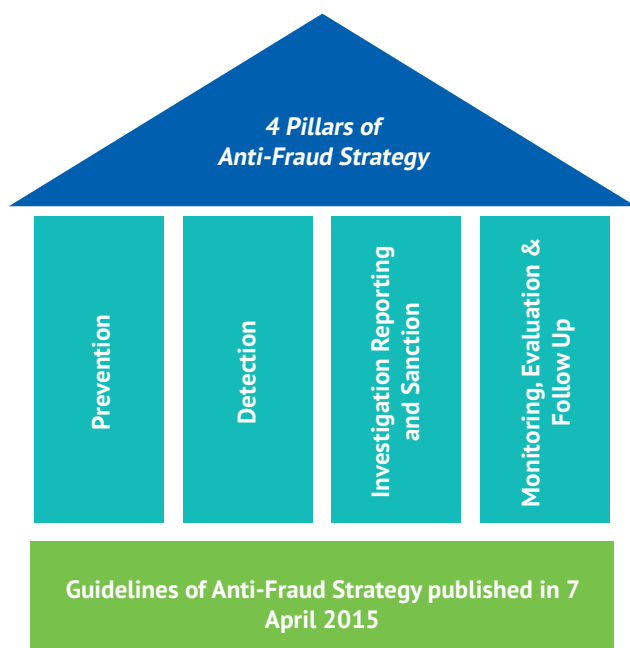 4 Pillars of
Anti-Fraud Strategy
Prevention
Detection
Investigation Reporting
and Sanction
Monitoring, Evaluation &
Follow Up
Guidelines of Anti-Fraud Strategy published in 7
April 2015